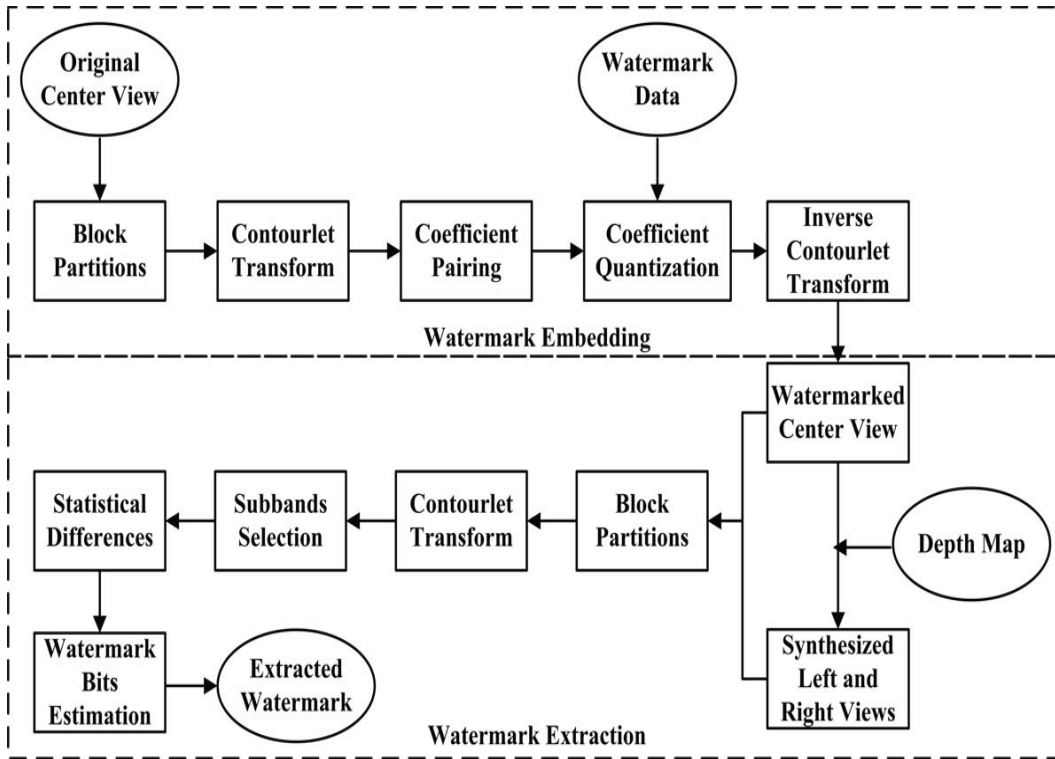 Original
Center View
Watermark
Data
Block
Partitions
Contourlet
Transform
Coefficient
Pairing
Coefficient
Quantization
Inverse
Contourlet
Transform
Watermark Embedding
Watermarked
Center View
Statistical
Differences
Subbands
Selection
Contourlet
Transform
Block
Partitions
Depth Map
Watermark
Bits
Estimation
Extracted
Watermark
Synthesized
Left and
Right Views
Watermark Extraction